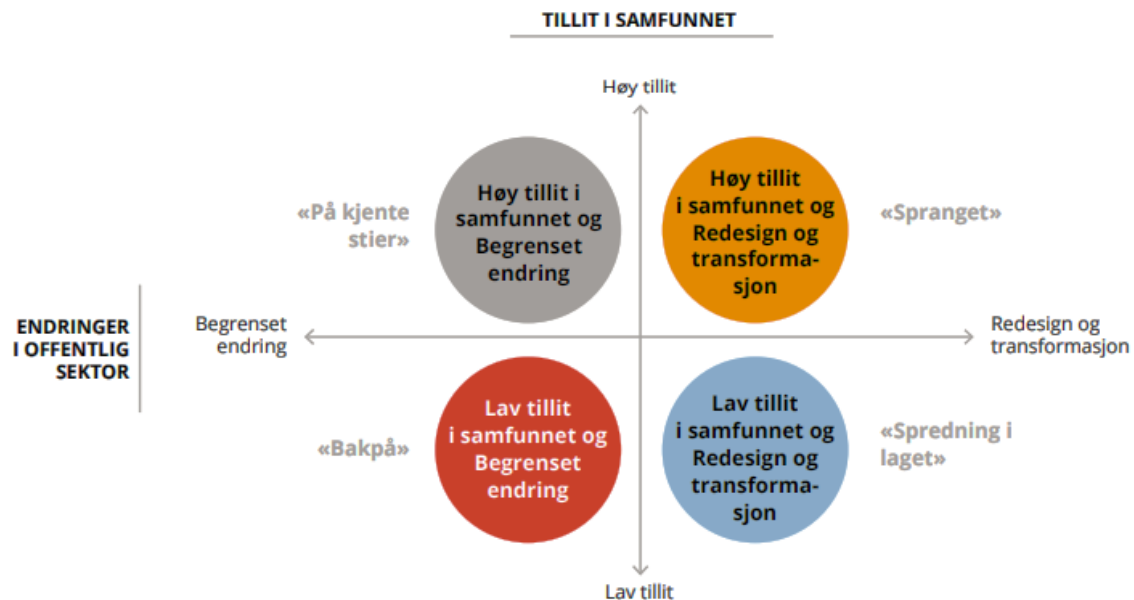 TILLIT I SAMFUNNET
Høy tillit
«På kjente
stier»
Høy tillit i
samfunnet og
Begrenset
endring
Høy tillit
i samfunnet og
Redesign og
transforma-
sjon
«Spranget»
ENDRINGER
I OFFENTLIG
SEKTOR
Begrenset
endring
Redesign og
transformasjon
«Bakpå»
Lav tillit
i samfunnet og
Begrenset
endring
Lav tillit
i samfunnet og
Redesign og
transforma-
sjon
«Spredning i
laget»
Lav tillit